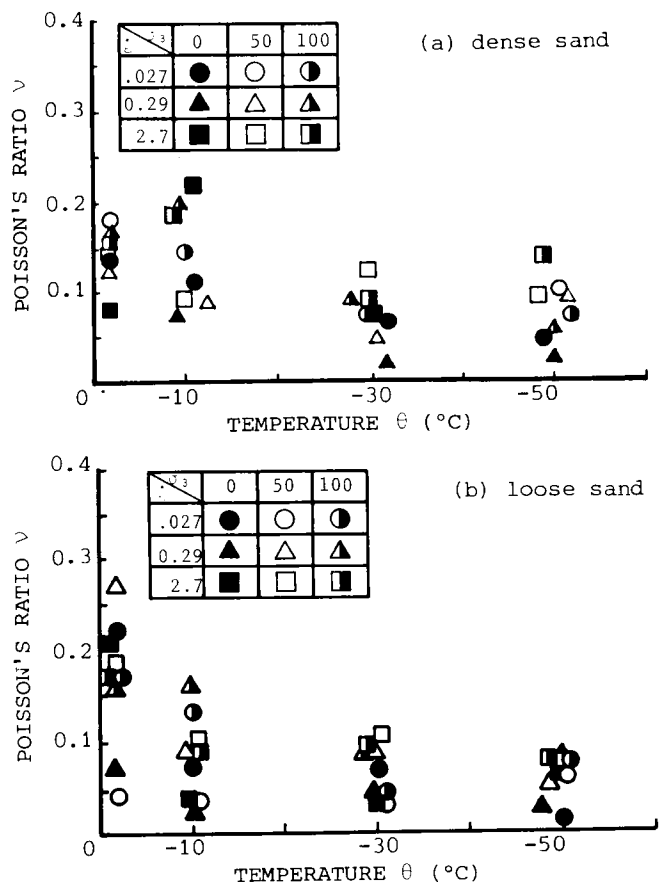 0.4
0 50 100
(a) dense sand
.027
0.29
2.7
0.3
0.2
0.1
POISSON'S RATIO ν
0 -10 -30 -50
TEMPERATURE θ (°C)
0.4
0 50 100
(b) loose sand
.027
0.29
2.7
0.3
0.2
0.1
POISSON'S RATIO ν
0 -10 -30 -50
TEMPERATURE θ (°C)